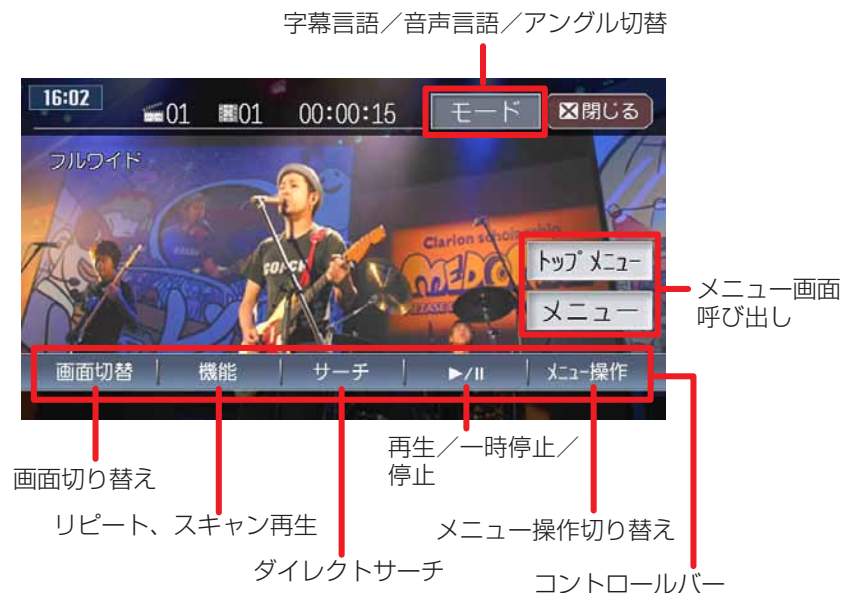 字幕言語／音声言語／アングル切替
16:02
01
01
00:00:15
モード
閉じる
フルワイド
Clarion
COACH
トップ メニュー
メニュー
メニュー画面
呼び出し
画面切替
機能
サーチ
►/II
メニュー操作
再生／一時停止／
停止
画面切り替え
リピート、スキャン再生
メニュー操作切り替え
ダイレクトサーチ
コントロールバー